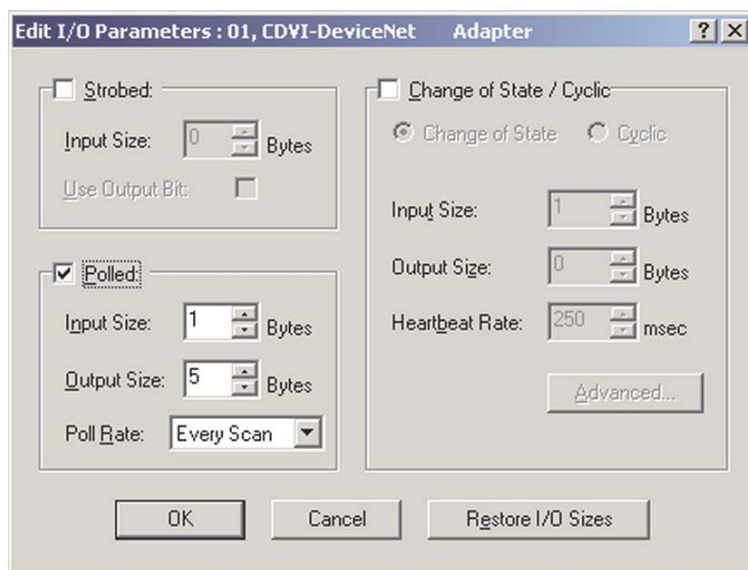 Edit I/O Parameters : 01, CDVI-DeviceNet Adapter
Strobed:
Input Size: 0 Bytes
Use Output Bit:
Polled:
Input Size: 1 Bytes
Output Size: 5 Bytes
Poll Rate: Every Scan
Change of State / Cyclic
Change of State Cyclic
Input Size: 1 Bytes
Output Size: 0 Bytes
Heartbeat Rate: 250 msec
Advanced...
OK Cancel Restore I/O Sizes